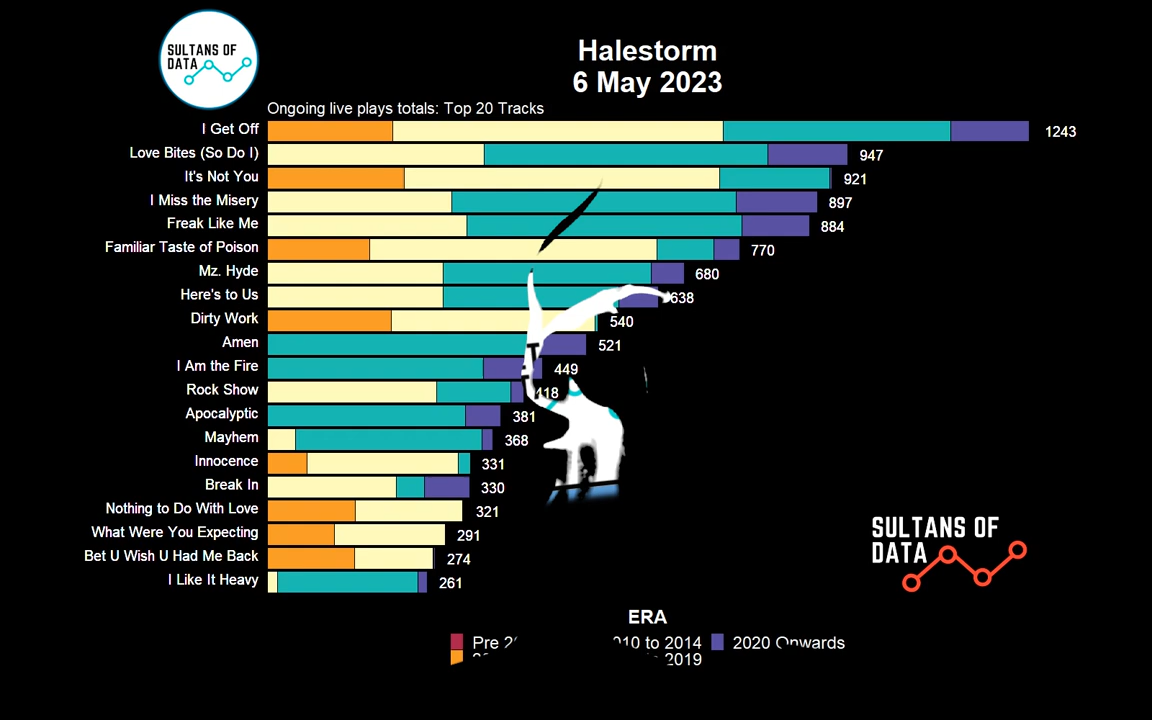 SULTANS OF
DATA
Halestorm
6 May 2023
Ongoing live plays totals: Top 20 Tracks
I Get Off 1243
Love Bites (So Do I) 947
It's Not You 921
I Miss the Misery 897
Freak Like Me 884
Familiar Taste of Poison 770
Mz. Hyde 680
Here's to Us 638
Dirty Work 540
Amen 521
I Am the Fire 449
Rock Show 418
Apocalyptic 381
Mayhem 368
Innocence 331
Break In 330
Nothing to Do With Love 321
What Were You Expecting 291
Bet U Wish U Had Me Back 274
I Like It Heavy 261
SULTANS OF
DATA
ERA
Pre to 2014 2020 Onwards
2019